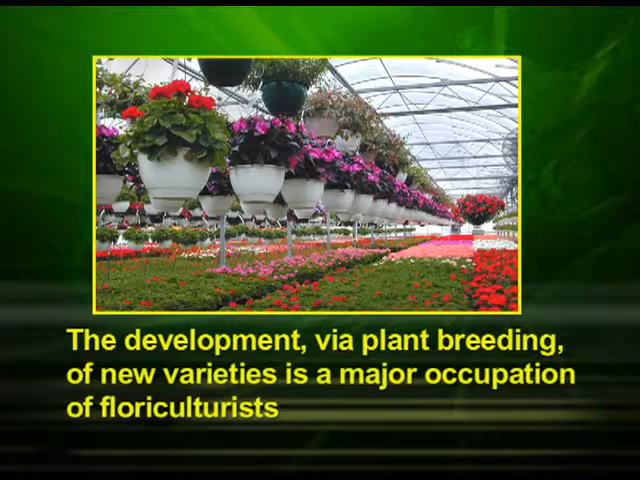 The development, via plant breeding,
of new varieties is a major occupation
of floriculturists